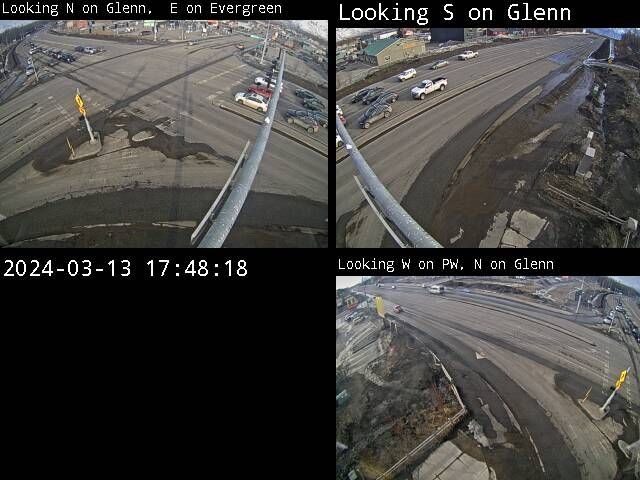 Looking N on Glenn,  E on Evergreen
Looking S on Glenn
2024-03-13 17:48:18
Looking W on PW, N on Glenn